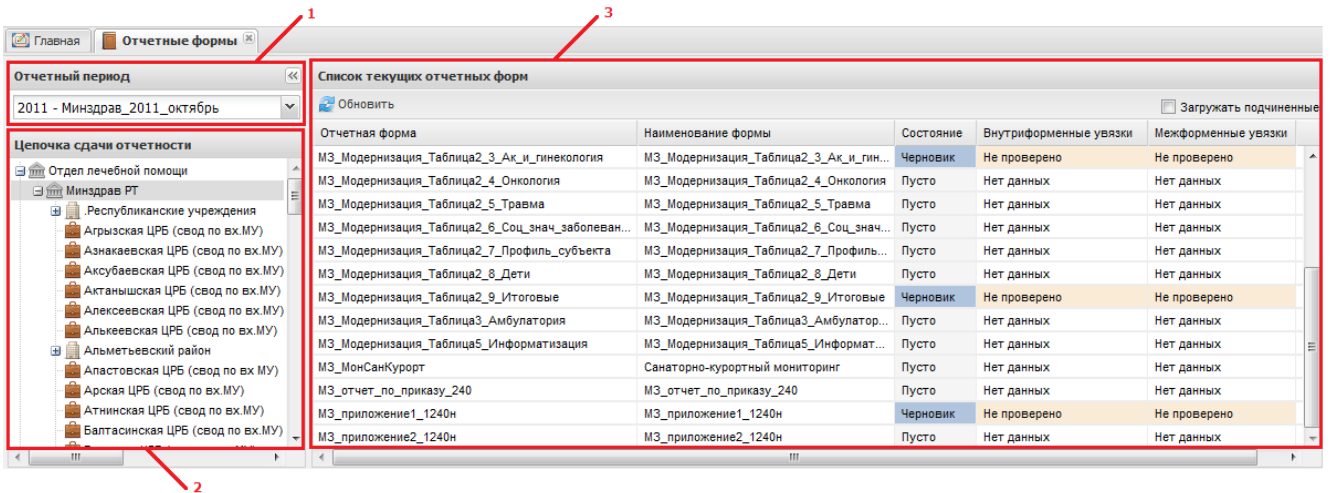 1
3
Главная
Отчетные формы
Отчетный период
2011 - Минздрав_2011_октябрь
Цепочка сдачи отчетности
Отдел лечебной помощи
Минздрав РТ
.Республиканские учреждения
Агрызская ЦРБ (свод по вх.МУ)
Азнакаевская ЦРБ (свод по вх.МУ)
Аксубаевская ЦРБ (свод по вх.МУ)
Актанышская ЦРБ (свод по вх.МУ)
Алексеевская ЦРБ (свод по вх.МУ)
Алькеевская ЦРБ (свод по вх.МУ)
Альметьевский район
Апастовская ЦРБ (свод по вх МУ)
Арская ЦРБ (свод по вх.МУ)
Атнинская ЦРБ (свод по вх.МУ)
Балтасинская ЦРБ (свод по вх.МУ)
2
Список текущих отчетных форм
Обновить
Загружать подчиненные
Отчетная форма Наименование формы Состояние Внутриформенные увязки Межформенные увязки
МЗ_Модернизация_Таблица2_3_Ак_и_гинекология МЗ_Модернизация_Таблица2_3_Ак_и_гин... Черновик Не проверено Не проверено
МЗ_Модернизация_Таблица2_4_Онкология МЗ_Модернизация_Таблица2_4_Онкология Пусто Нет данных Нет данных
МЗ_Модернизация_Таблица2_5_Травма МЗ_Модернизация_Таблица2_5_Травма Пусто Нет данных Нет данных
МЗ_Модернизация_Таблица2_6_Соц_знач_заболеван... МЗ_Модернизация_Таблица2_6_Соц_знач... Пусто Нет данных Нет данных
МЗ_Модернизация_Таблица2_7_Профиль_субъекта МЗ_Модернизация_Таблица2_7_Профиль... Пусто Нет данных Нет данных
МЗ_Модернизация_Таблица2_8_Дети МЗ_Модернизация_Таблица2_8_Дети Пусто Нет данных Нет данных
МЗ_Модернизация_Таблица2_9_Итоговые МЗ_Модернизация_Таблица2_9_Итоговые Черновик Не проверено Не проверено
МЗ_Модернизация_Таблица3_Амбулатория МЗ_Модернизация_Таблица3_Амбулатор... Пусто Нет данных Нет данных
МЗ_Модернизация_Таблица5_Информатизация МЗ_Модернизация_Таблица5_Информат... Пусто Нет данных Нет данных
МЗ_МонСанКурорт Санаторно-курортный мониторинг Пусто Нет данных Нет данных
МЗ_отчет_по_приказу_240 МЗ_отчет_по_приказу_240 Пусто Нет данных Нет данных
МЗ_приложение1_1240н МЗ_приложение1_1240н Черновик Не проверено Не проверено
МЗ_приложение2_1240н МЗ_приложение2_1240н Пусто Нет данных Нет данных